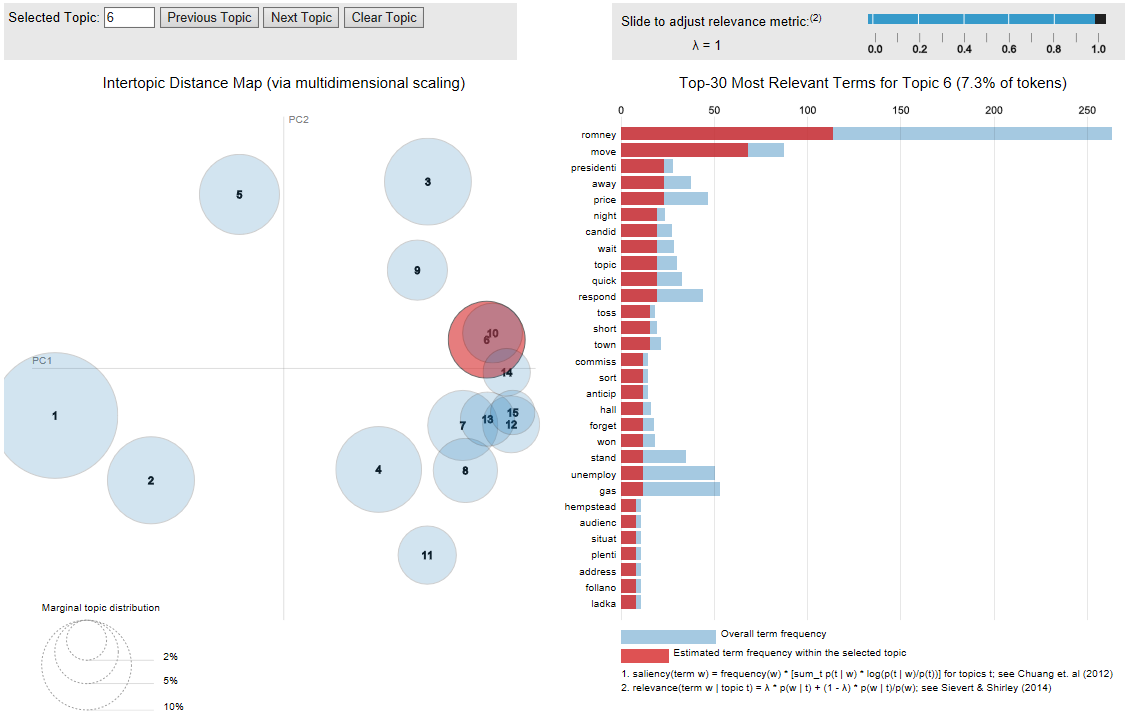 Selected Topic: 6 Previous Topic Next Topic Clear Topic
Slide to adjust relevance metric:(2)
λ = 1
0.0 0.2 0.4 0.6 0.8 1.0
Intertopic Distance Map (via multidimensional scaling)
PC2
PC1
5
3
9
10
6
14
1
15
13
12
7
2
4
8
11
Marginal topic distribution
2%
5%
10%
Top-30 Most Relevant Terms for Topic 6 (7.3% of tokens)
0 50 100 150 200 250
romney
move
presidenti
away
price
night
candid
wait
topic
quick
respond
toss
short
town
commiss
sort
anticip
hall
forget
won
stand
unemploy
gas
hempstead
audienc
situat
plenti
address
follano
ladka
Overall term frequency
Estimated term frequency within the selected topic
1. saliency(term w) = frequency(w) * [sum_t p(t | w) * log(p(t | w)/p(t))] for topics t; see Chuang et. al (2012)
2. relevance(term w | topic t) = λ * p(w | t) + (1 - λ) * p(w | t)/p(w); see Sievert & Shirley (2014)